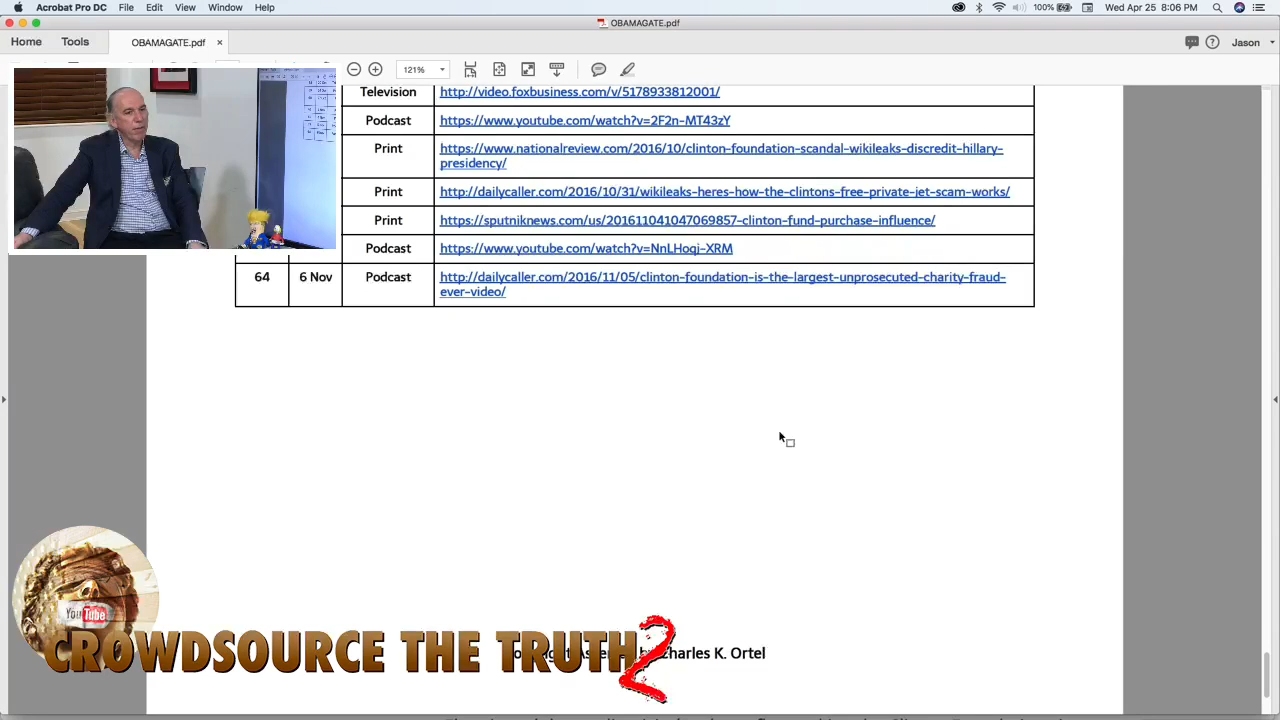 Acrobat Pro DC File Edit View Window Help 100% Wed Apr 25 8:06 PM
OBAMAGATE.pdf
Home Tools OBAMAGATE.pdf × Jason
121%
Television http://video.foxbusiness.com/v/5178933812001/
Podcast https://www.youtube.com/watch?v=2F2n-MT43zY
Print https://www.nationalreview.com/2016/10/clinton-foundation-scandal-wikileaks-discredit-hillary-
presidency/
Print http://dailycaller.com/2016/10/31/wikileaks-heres-how-the-clintons-free-private-jet-scam-works/
Print https://sputniknews.com/us/201611041047069857-clinton-fund-purchase-influence/
Podcast https://www.youtube.com/watch?v=NnLHoqj-XRM
64 6 Nov Podcast http://dailycaller.com/2016/11/05/clinton-foundation-is-the-largest-unprosecuted-charity-fraud-
ever-video/
YouTube
CROWDSOURCE THE TRUTH 2
by Charles K. Ortel